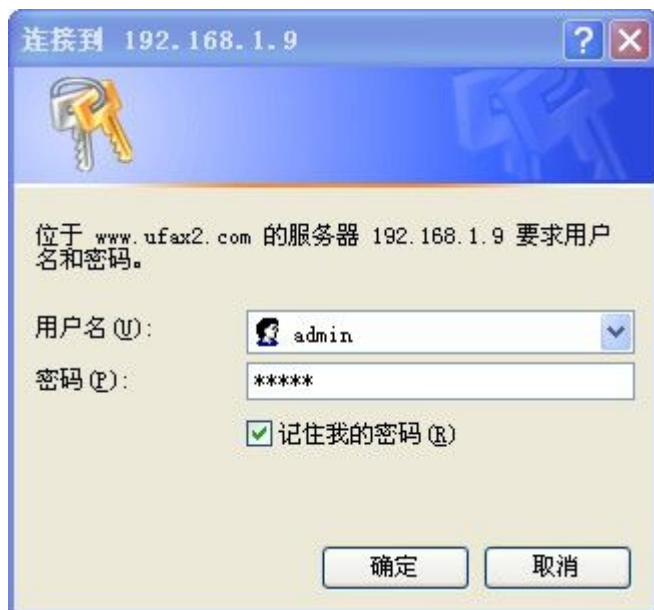 连接到 192.168.1.9
位于 www.ufax2.com 的服务器 192.168.1.9 要求用户
名和密码。
用户名(U):
admin
密码(P):
*****
记住我的密码(R)
确定
取消